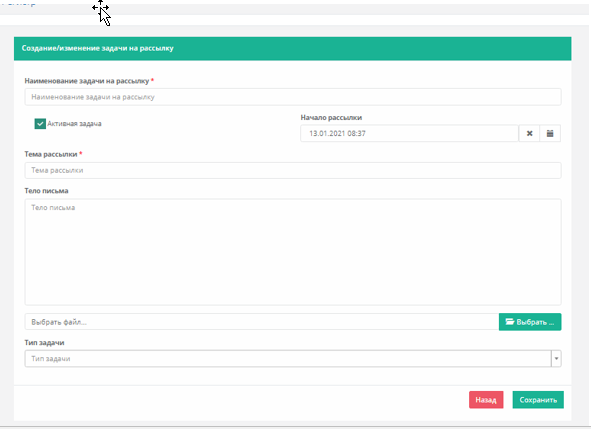 Создание/изменение задачи на рассылку
Наименование задачи на рассылку *
Наименование задачи на рассылку
Активная задача
Начало рассылки
13.01.2021 08:37
Тема рассылки *
Тема рассылки
Тело письма
Тело письма
Выбрать файл...
Выбрать ...
Тип задачи
Тип задачи
Назад
Сохранить